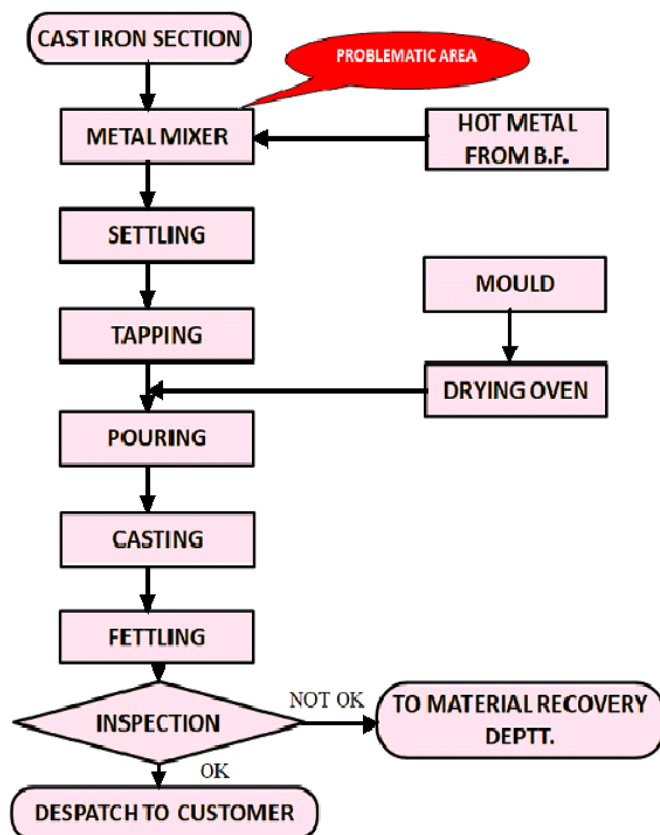 CAST IRON SECTION
PROBLEMATIC AREA
METAL MIXER
HOT METAL
FROM B.F.
SETTLING
MOULD
TAPPING
DRYING OVEN
POURING
CASTING
FETTLING
INSPECTION
NOT OK
TO MATERIAL RECOVERY
DEPTT.
OK
DESPATCH TO CUSTOMER